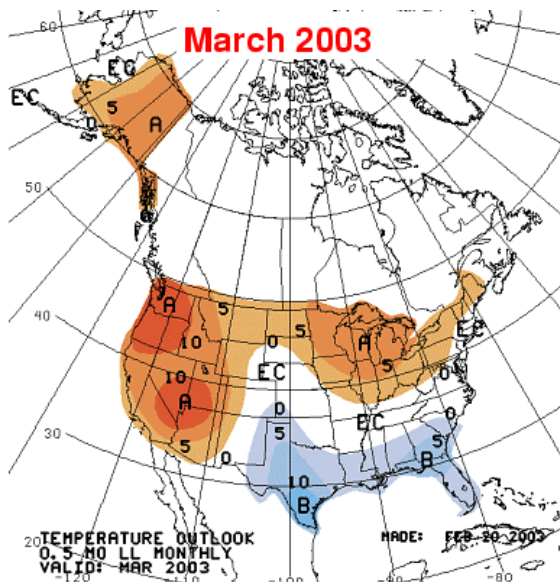 March 2003
60
EC
EC
5
0
A
50
A
5
10
5
0
A
40
EC
5
EC
10
A
0
0
EC
0
5
5
5
30
0
B
10
B
TEMPERATURE OUTLOOK
0.5 MO LL MONTHLY
VALID: MAR 2003
MADE: FEB 20 2003
20
-120
-110
-100
-90
-80